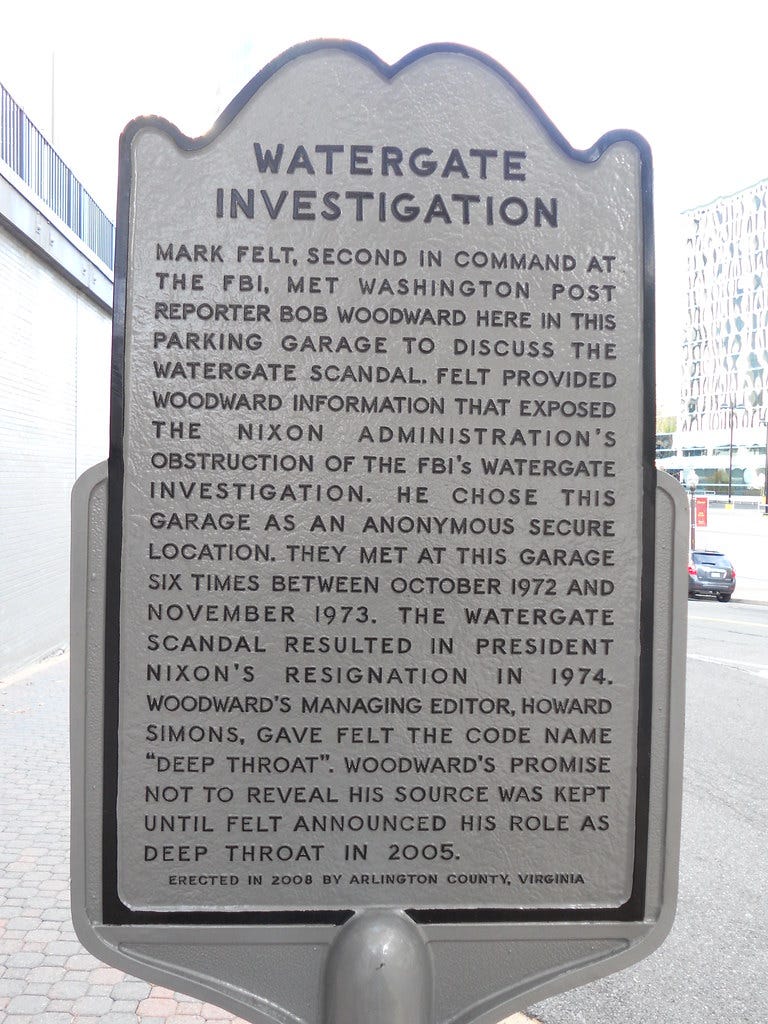 WATERGATE
INVESTIGATION
MARK FELT, SECOND IN COMMAND AT
THE FBI, MET WASHINGTON POST
REPORTER BOB WOODWARD HERE IN THIS
PARKING GARAGE TO DISCUSS THE
WATERGATE SCANDAL. FELT PROVIDED
WOODWARD INFORMATION THAT EXPOSED
THE NIXON ADMINISTRATION'S
OBSTRUCTION OF THE FBI's WATERGATE
INVESTIGATION. HE CHOSE THIS
GARAGE AS AN ANONYMOUS SECURE
LOCATION. THEY MET AT THIS GARAGE
SIX TIMES BETWEEN OCTOBER 1972 AND
NOVEMBER 1973. THE WATERGATE
SCANDAL RESULTED IN PRESIDENT
NIXON'S RESIGNATION IN 1974.
WOODWARD'S MANAGING EDITOR, HOWARD
SIMONS, GAVE FELT THE CODE NAME
"DEEP THROAT". WOODWARD'S PROMISE
NOT TO REVEAL HIS SOURCE WAS KEPT
UNTIL FELT ANNOUNCED HIS ROLE AS
DEEP THROAT IN 2005.
ERECTED IN 2008 BY ARLINGTON COUNTY, VIRGINIA